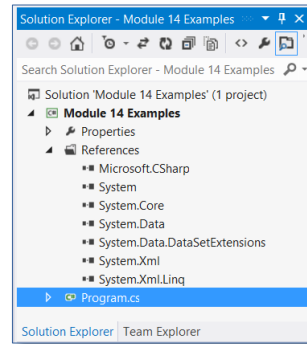 Solution Explorer - Module 14 Examples
Search Solution Explorer - Module 14 Examples
Solution 'Module 14 Examples' (1 project)
Module 14 Examples
Properties
References
Microsoft.CSharp
System
System.Core
System.Data
System.Data.DataSetExtensions
System.Xml
System.Xml.Linq
Program.cs
Solution Explorer Team Explorer